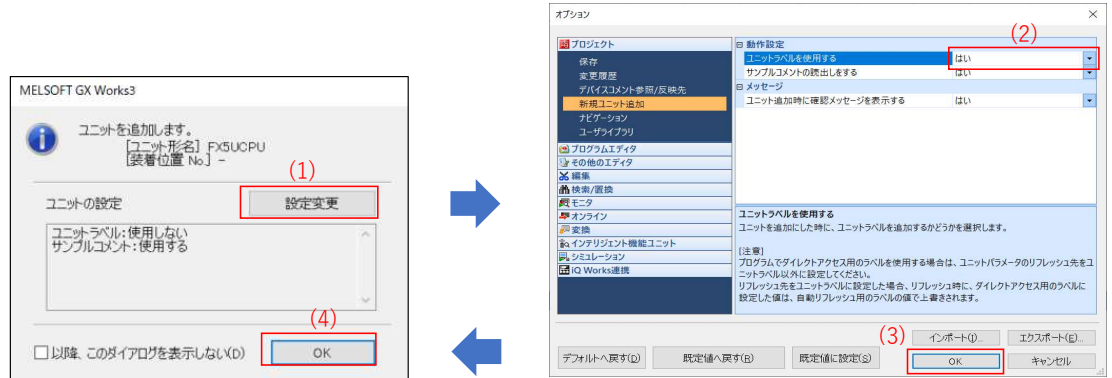 MELSOFT GX Works3
ユニットを追加します。
[ユニット形名] FX5UCPU
[装着位置 No.] -
(1)
ユニットの設定
設定変更
ユニットラベル:使用しない
サンプルコメント:使用する
(4)
以降、このダイアログを表示しない(D)
OK
オプション
(2)
プロジェクト
保存
変更履歴
デバイスコメント参照/反映先
新規ユニット追加
ナビゲーション
ユーザライブラリ
プログラムエディタ
その他のエディタ
編集
検索/置換
モニタ
オンライン
変換
インテリジェント機能ユニット
シミュレーション
iQ Works連携
動作設定
ユニットラベルを使用する はい
サンプルコメントの読出しをする はい
メッセージ
ユニット追加時に確認メッセージを表示する はい
ユニットラベルを使用する
ユニットを追加にした時に、ユニットラベルを追加するかどうかを選択します。
[注意]
プログラムでダイレクトアクセス用のラベルを使用する場合は、ユニットパラメータのリフレッシュ先をユ
ニットラベル以外に設定してください。
リフレッシュ先をユニットラベルに設定した場合、リフレッシュ時に、ダイレクトアクセス用のラベルに
設定した値は、自動リフレッシュ用のラベルの値で上書きされます。
(3)
インポート(I)...
エクスポート(E)...
デフォルトへ戻す(D)
既定値へ戻す(R)
既定値に設定(S)
OK
キャンセル